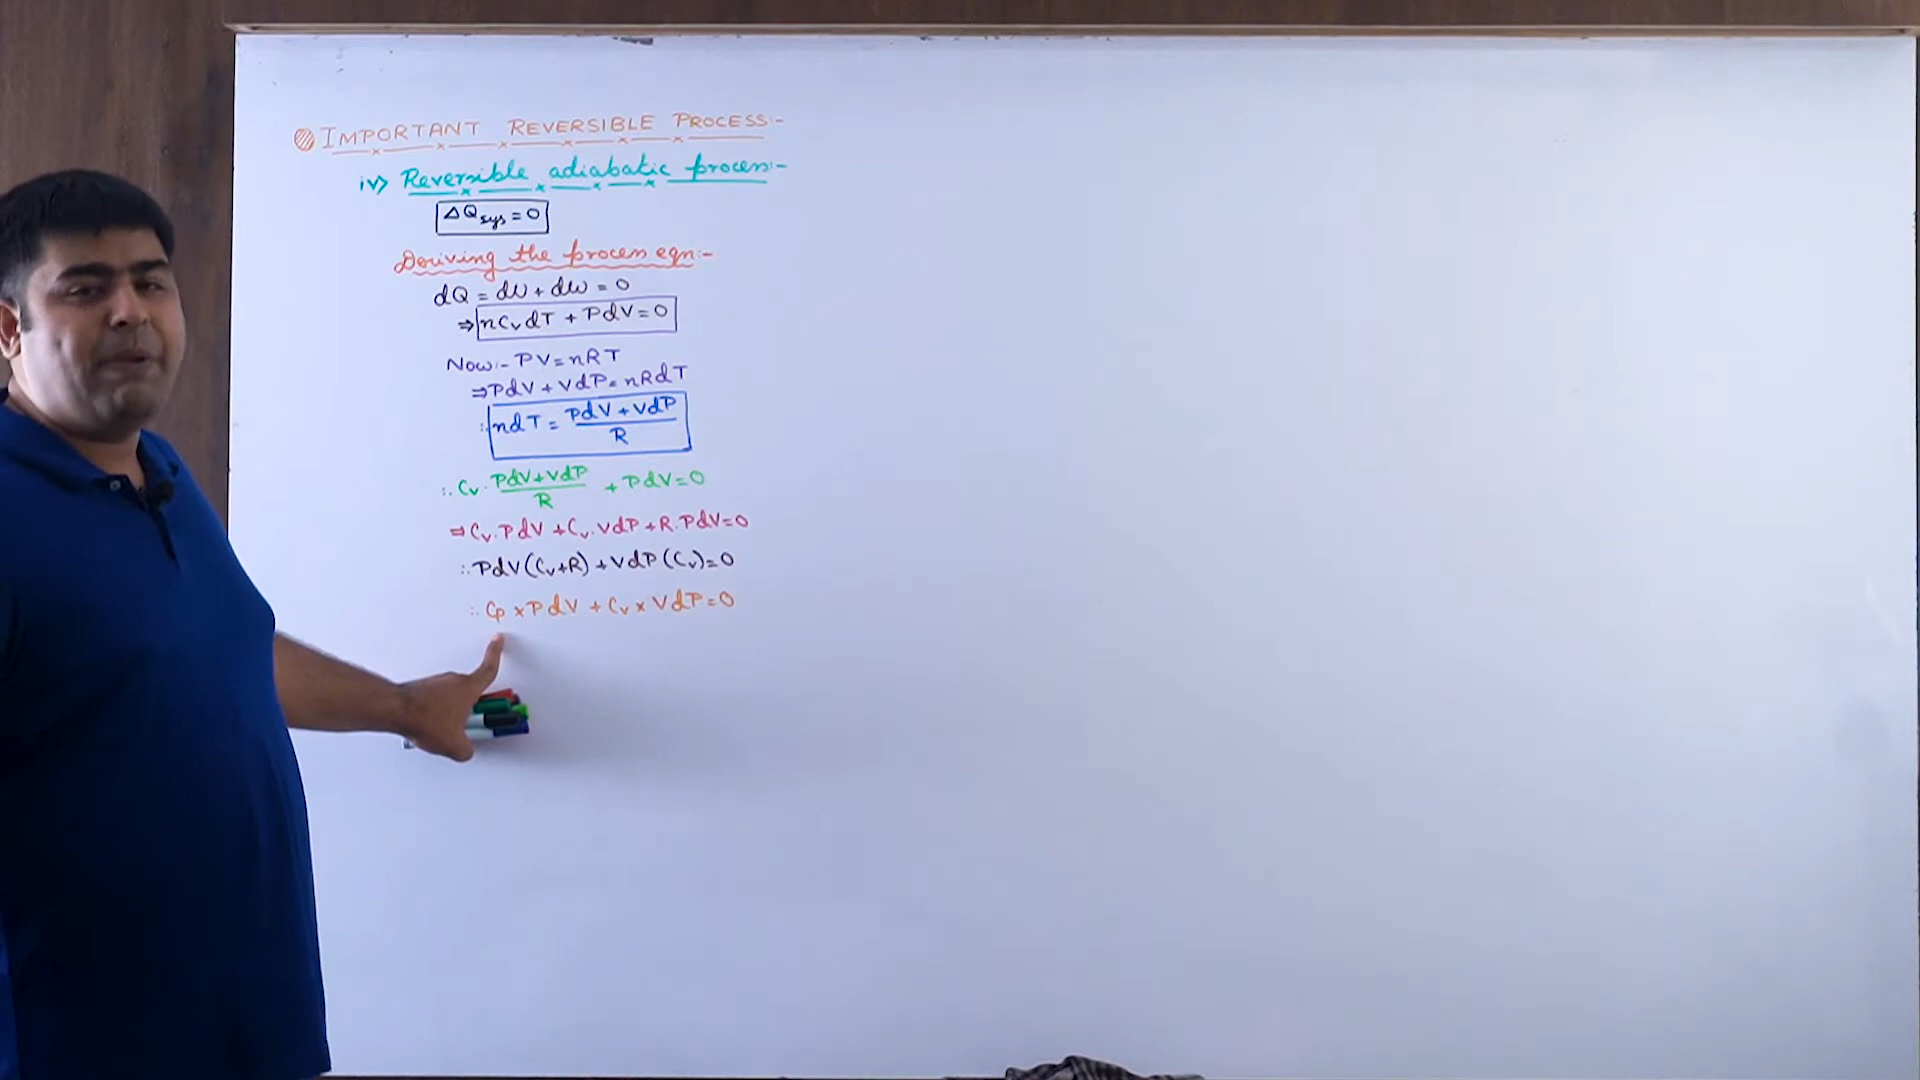 IMPORTANT REVERSIBLE PROCESS:-
iv) Reversible adiabatic process:-
ΔQsys = 0
Deriving the process eqn:-
dQ = dU + dW = 0
⇒ nCvdT + PdV = 0
Now:- PV = nRT
⇒ PdV + VdP = nRdT
∴ ndT = (PdV + VdP)/R
∴ Cv · (PdV + VdP)/R + PdV = 0
⇒ Cv.PdV + Cv.VdP + R.PdV = 0
∴ PdV(Cv+R) + VdP(Cv) = 0
∴ Cp × PdV + Cv × VdP = 0